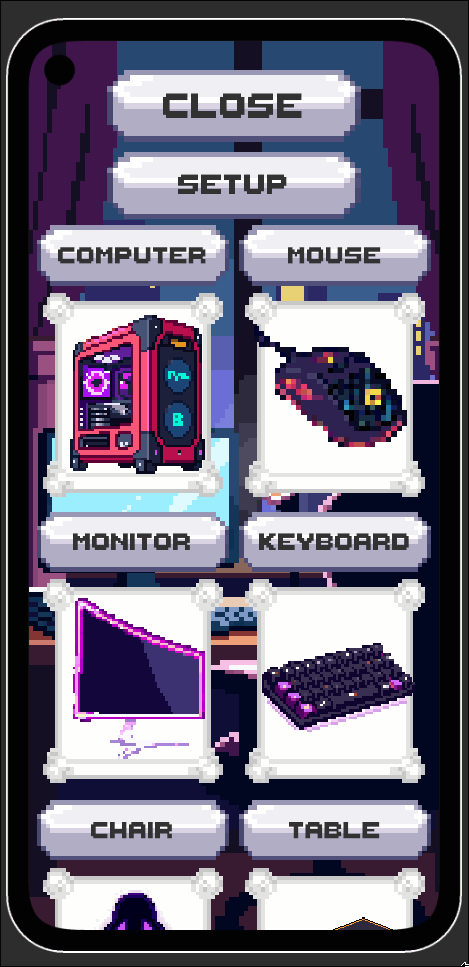 CLOSE
SETUP
COMPUTER
MOUSE
B
MONITOR
KEYBOARD
CHAIR
TABLE